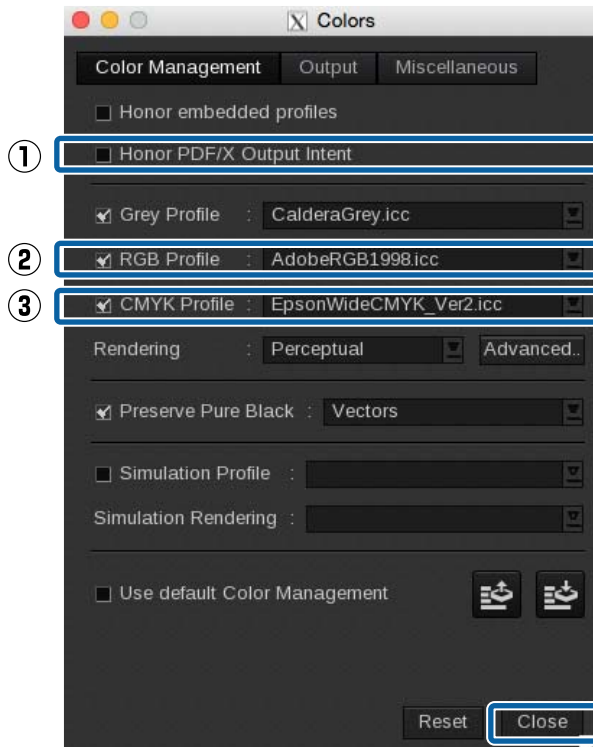 X Colors
Color Management Output Miscellaneous
Honor embedded profiles
① Honor PDF/X Output Intent
Grey Profile : CalderaGrey.icc
② RGB Profile : AdobeRGB1998.icc
③ CMYK Profile : EpsonWideCMYK_Ver2.icc
Rendering : Perceptual Advanced..
Preserve Pure Black : Vectors
Simulation Profile :
Simulation Rendering :
Use default Color Management
Reset Close